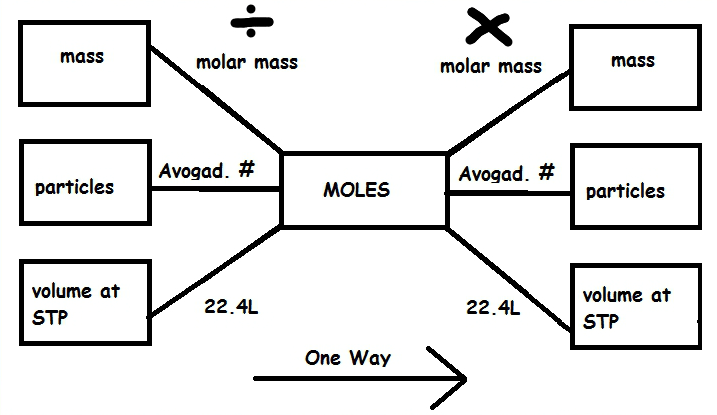 ÷
×
molar mass
molar mass
mass
mass
Avogad. #
Avogad. #
particles
MOLES
particles
volume at
STP
22.4L
22.4L
volume at
STP
One Way